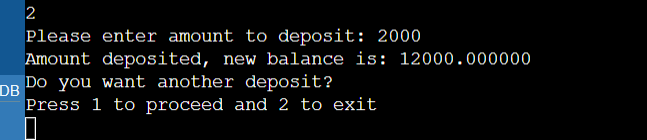 2
Please enter amount to deposit: 2000
Amount deposited, new balance is: 12000.000000
Do you want another deposit?
DB
Press 1 to proceed and 2 to exit